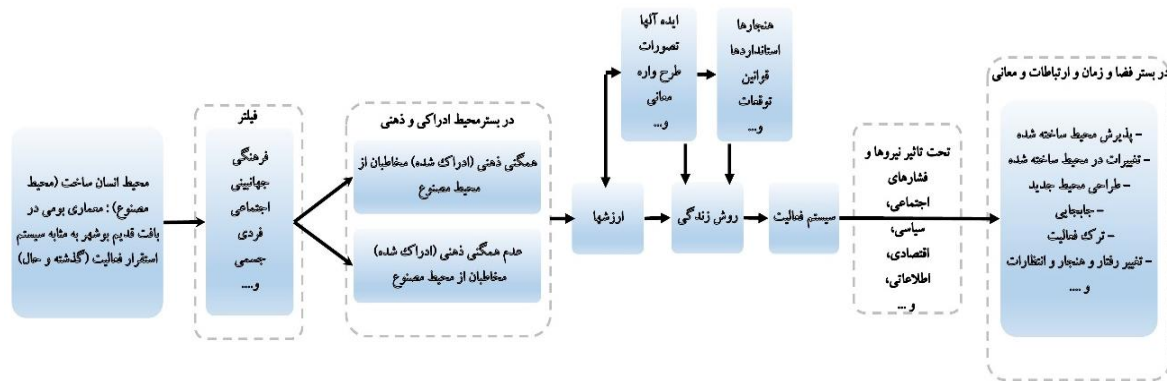 محیط انسان ساخت (محیط
مصنوع) : معماری بومی در
بافت قدیم بوشهر به مثابه سیستم
استقرار فعالیت (گذشته و حال)
فیلتر
فرهنگی
جهانبینی
اجتماعی
فردی
جسمی
و....
در بسترمحیط ادراکی و ذهنی
همگنی ذهنی (ادراک شده) مخاطبان از
محیط مصنوع
عدم همگنی ذهنی (ادراک شده)
مخاطبان از محیط مصنوع
ارزشها
ایده آلها
تصورات
طرح واره
معانی
و...
هنجارها
استانداردها
قوانین
توقعات
و...
روش زندگی
سیستم فعالیت
تحت تاثیر نیروها و
فشارهای
اجتماعی،
سیاسی،
اقتصادی،
اطلاعاتی،
و ...
در بستر فضا و زمان و ارتباطات و معانی
- پذیرش محیط ساخته شده
- تغییرات در محیط ساخته شده
- طراحی محیط جدید
- جابجایی
- ترک فعالیت
- تغییر رفتار و هنجار و انتظارات
و ....